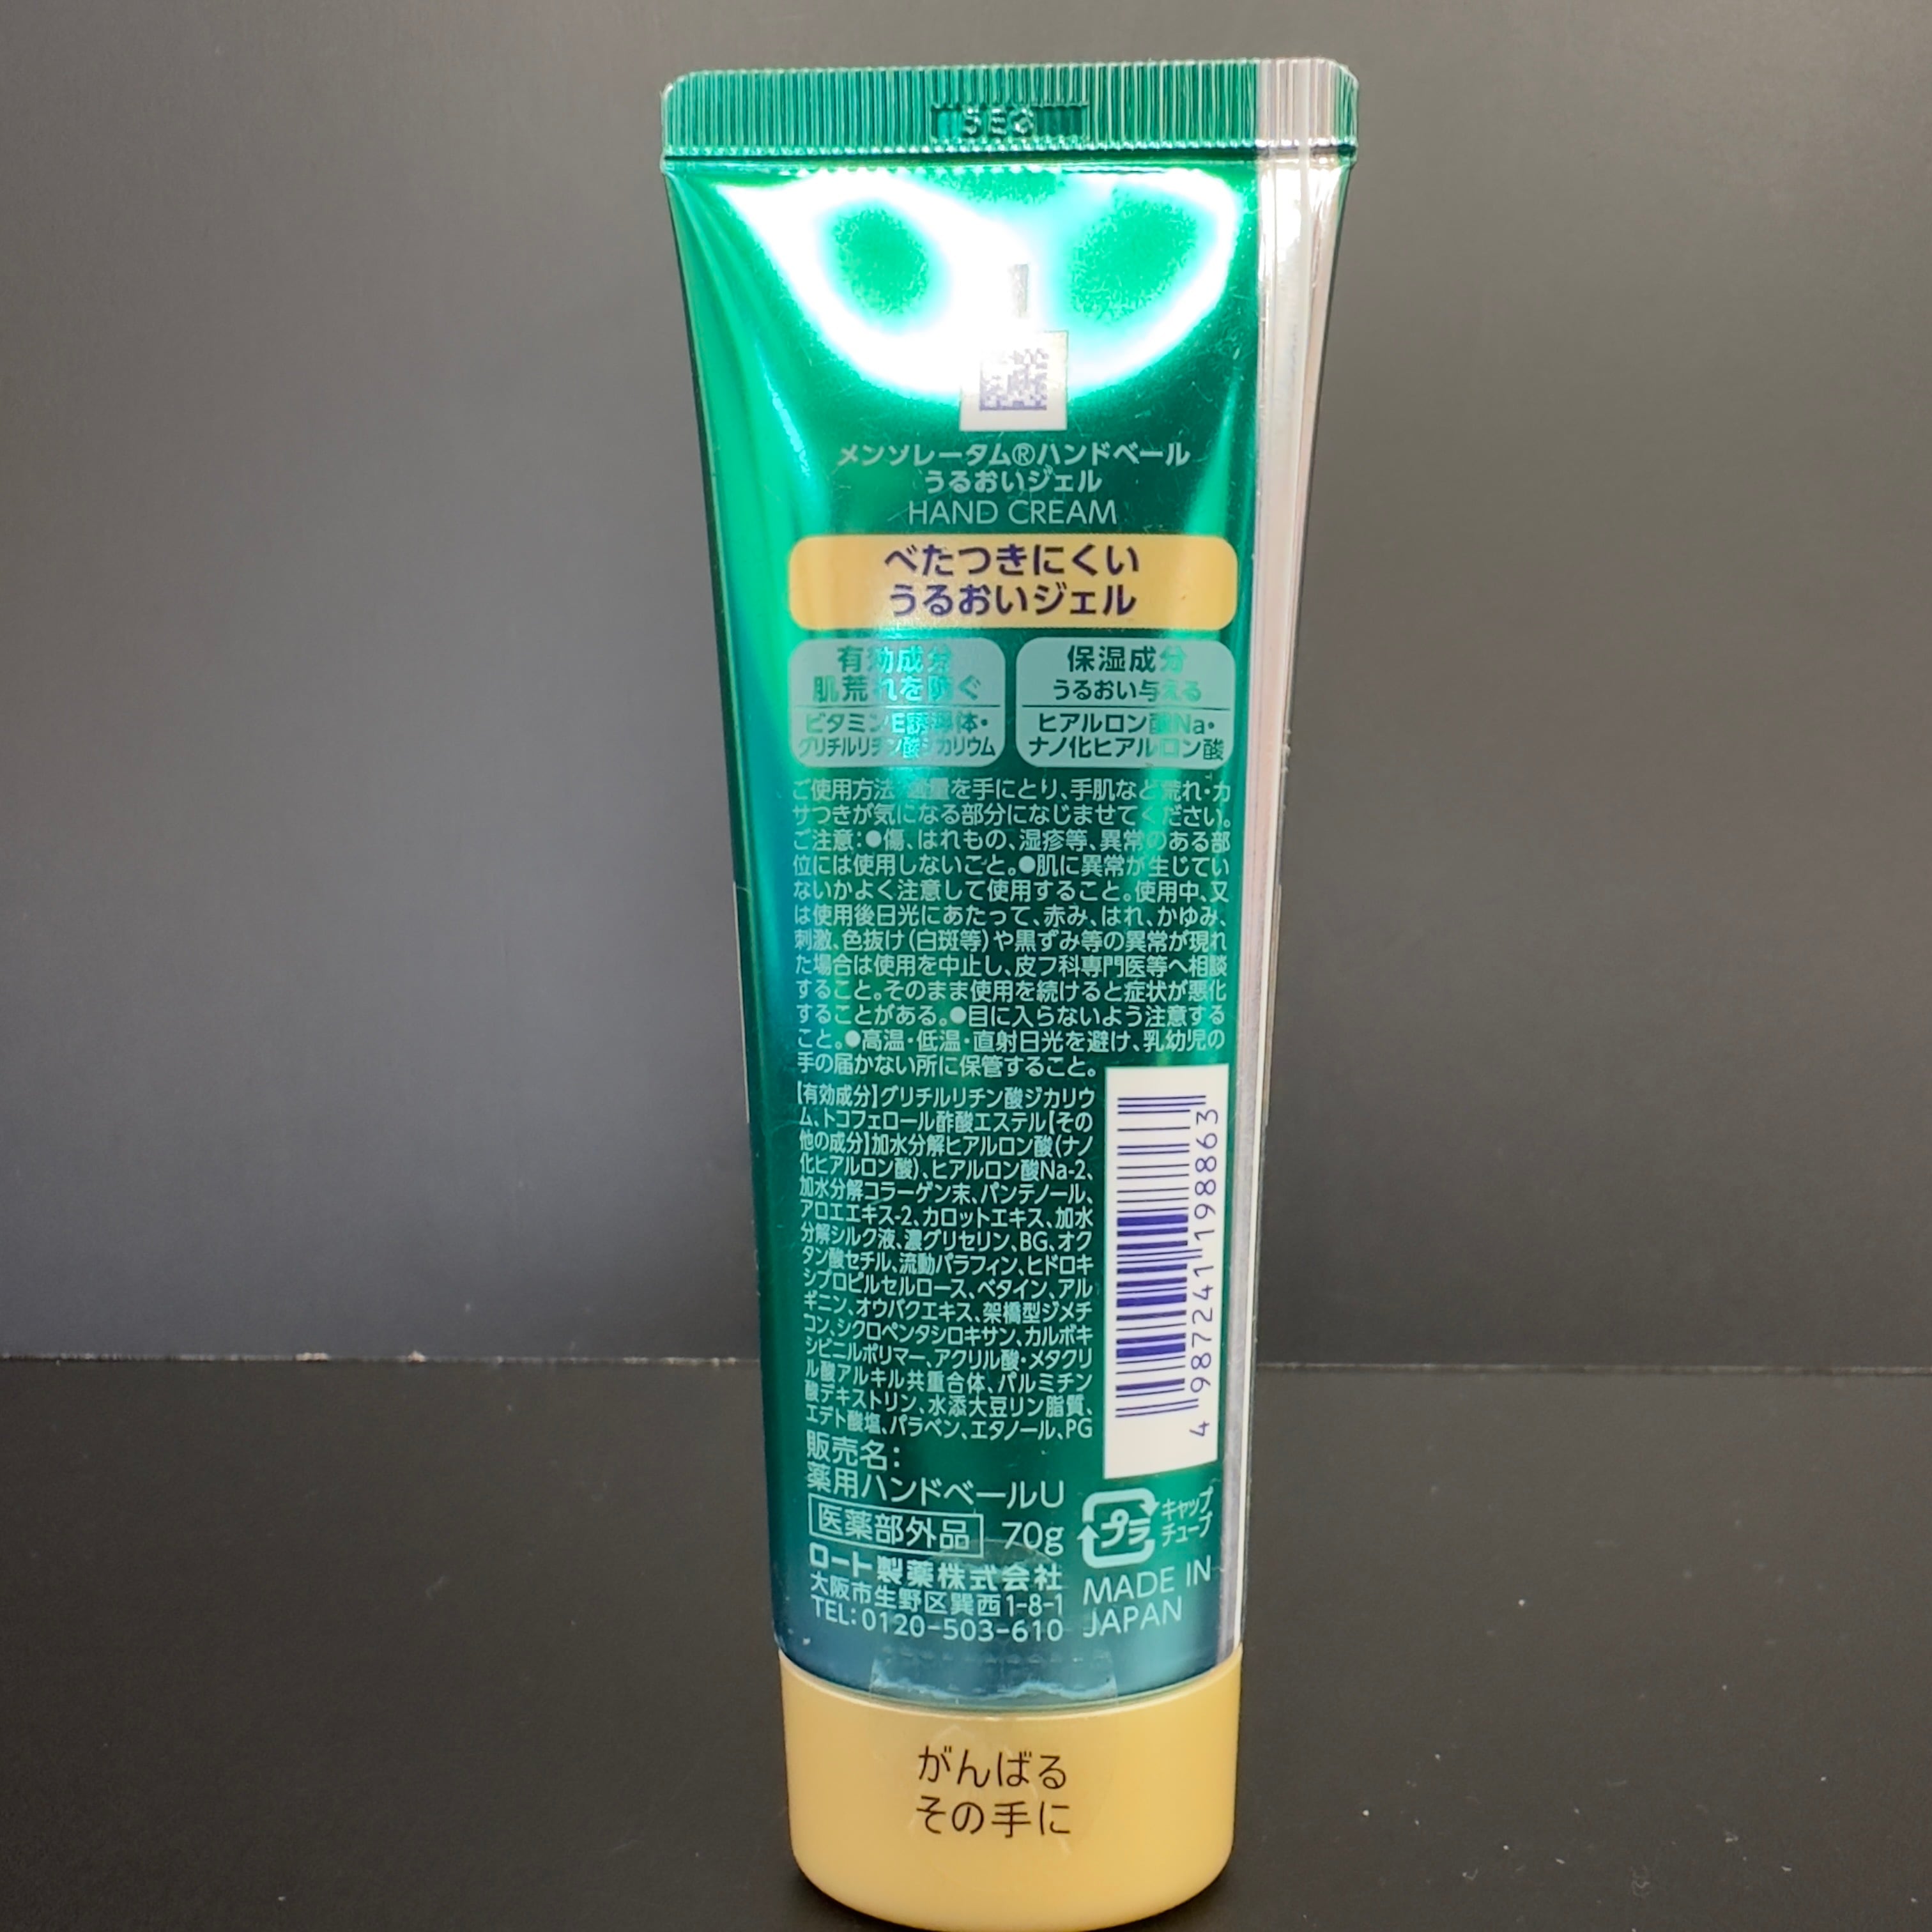 5E3
メンソレータム®ハンドベール
うるおいジェル
HAND CREAM
べたつきにくい
うるおいジェル
有効成分
肌荒れを防ぐ
ビタミンE誘導体・
グリチルリチン酸ジカリウム
保湿成分
うるおい与える
ヒアルロン酸Na・
ナノ化ヒアルロン酸
ご使用方法:適量を手にとり、手肌など荒れ・カ
サつきが気になる部分になじませてください。
ご注意:●傷、はれもの、湿疹等、異常のある部
位には使用しないこと。●肌に異常が生じてい
ないかよく注意して使用すること。使用中、又
は使用後日光にあたって、赤み、はれ、かゆみ、
刺激、色抜け(白斑等)や黒ずみ等の異常が現れ
た場合は使用を中止し、皮フ科専門医等へ相談
すること。そのまま使用を続けると症状が悪化
することがある。●目に入らないよう注意する
こと。●高温・低温・直射日光を避け、乳幼児の
手の届かない所に保管すること。
【有効成分】グリチルリチン酸ジカリウ
ム、トコフェロール酢酸エステル【その
他の成分】加水分解ヒアルロン酸(ナノ
化ヒアルロン酸)、ヒアルロン酸Na-2、
加水分解コラーゲン末、パンテノール、
アロエエキス-2、カロットエキス、加水
分解シルク液、濃グリセリン、BG、オク
タン酸セチル、流動パラフィン、ヒドロキ
シプロピルセルロース、ベタイン、アル
ギニン、オウバクエキス、架橋型ジメチ
コン、シクロペンタシロキサン、カルボキ
シビニルポリマー、アクリル酸・メタクリ
ル酸アルキル共重合体、パルミチン
酸デキストリン、水添大豆リン脂質、
エデト酸塩、パラベン、エタノール、PG
4 987241 198863
販売名:
薬用ハンドベールU
医薬部外品 70g
プラ
キャップ
チューブ
ロート製薬株式会社
大阪市生野区巽西1-8-1
TEL:0120-503-610
MADE IN
JAPAN
がんばる
その手に